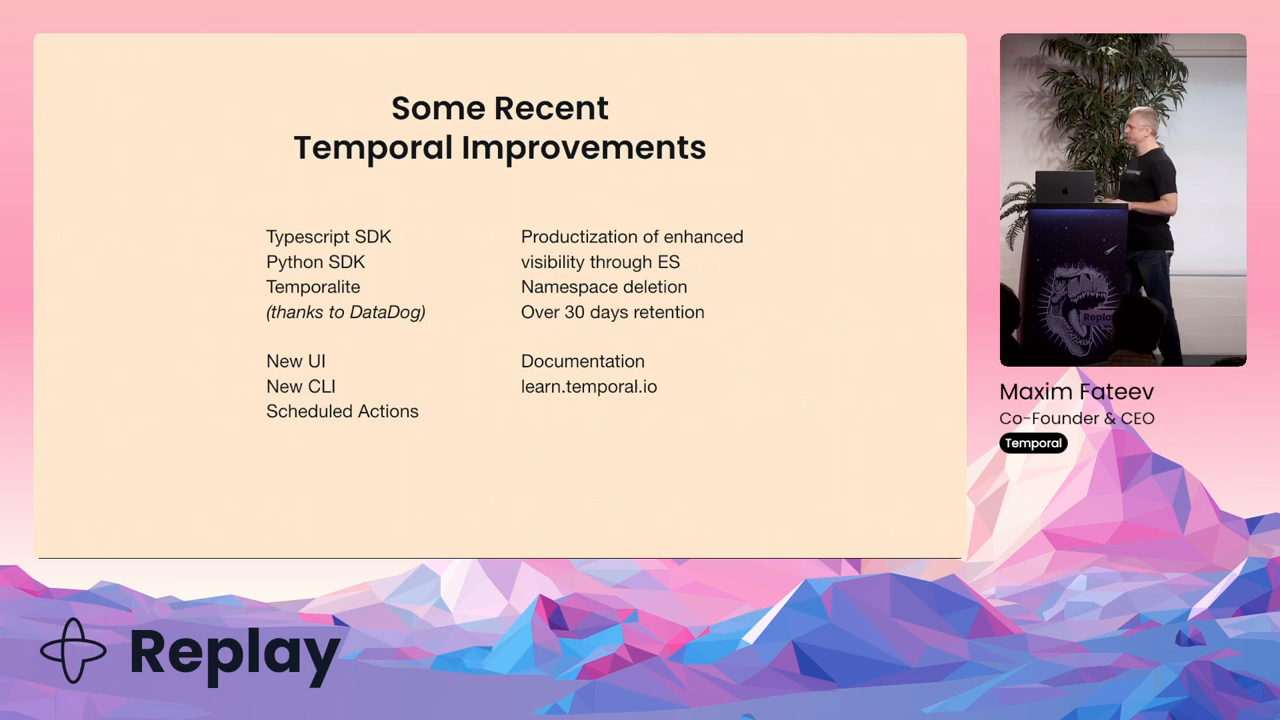 Some Recent
Temporal Improvements
Typescript SDK
Python SDK
Temporalite
(thanks to DataDog)
New UI
New CLI
Scheduled Actions
Productization of enhanced
visibility through ES
Namespace deletion
Over 30 days retention
Documentation
learn.temporal.io
Maxim Fateev
Co-Founder & CEO
Temporal
Replay